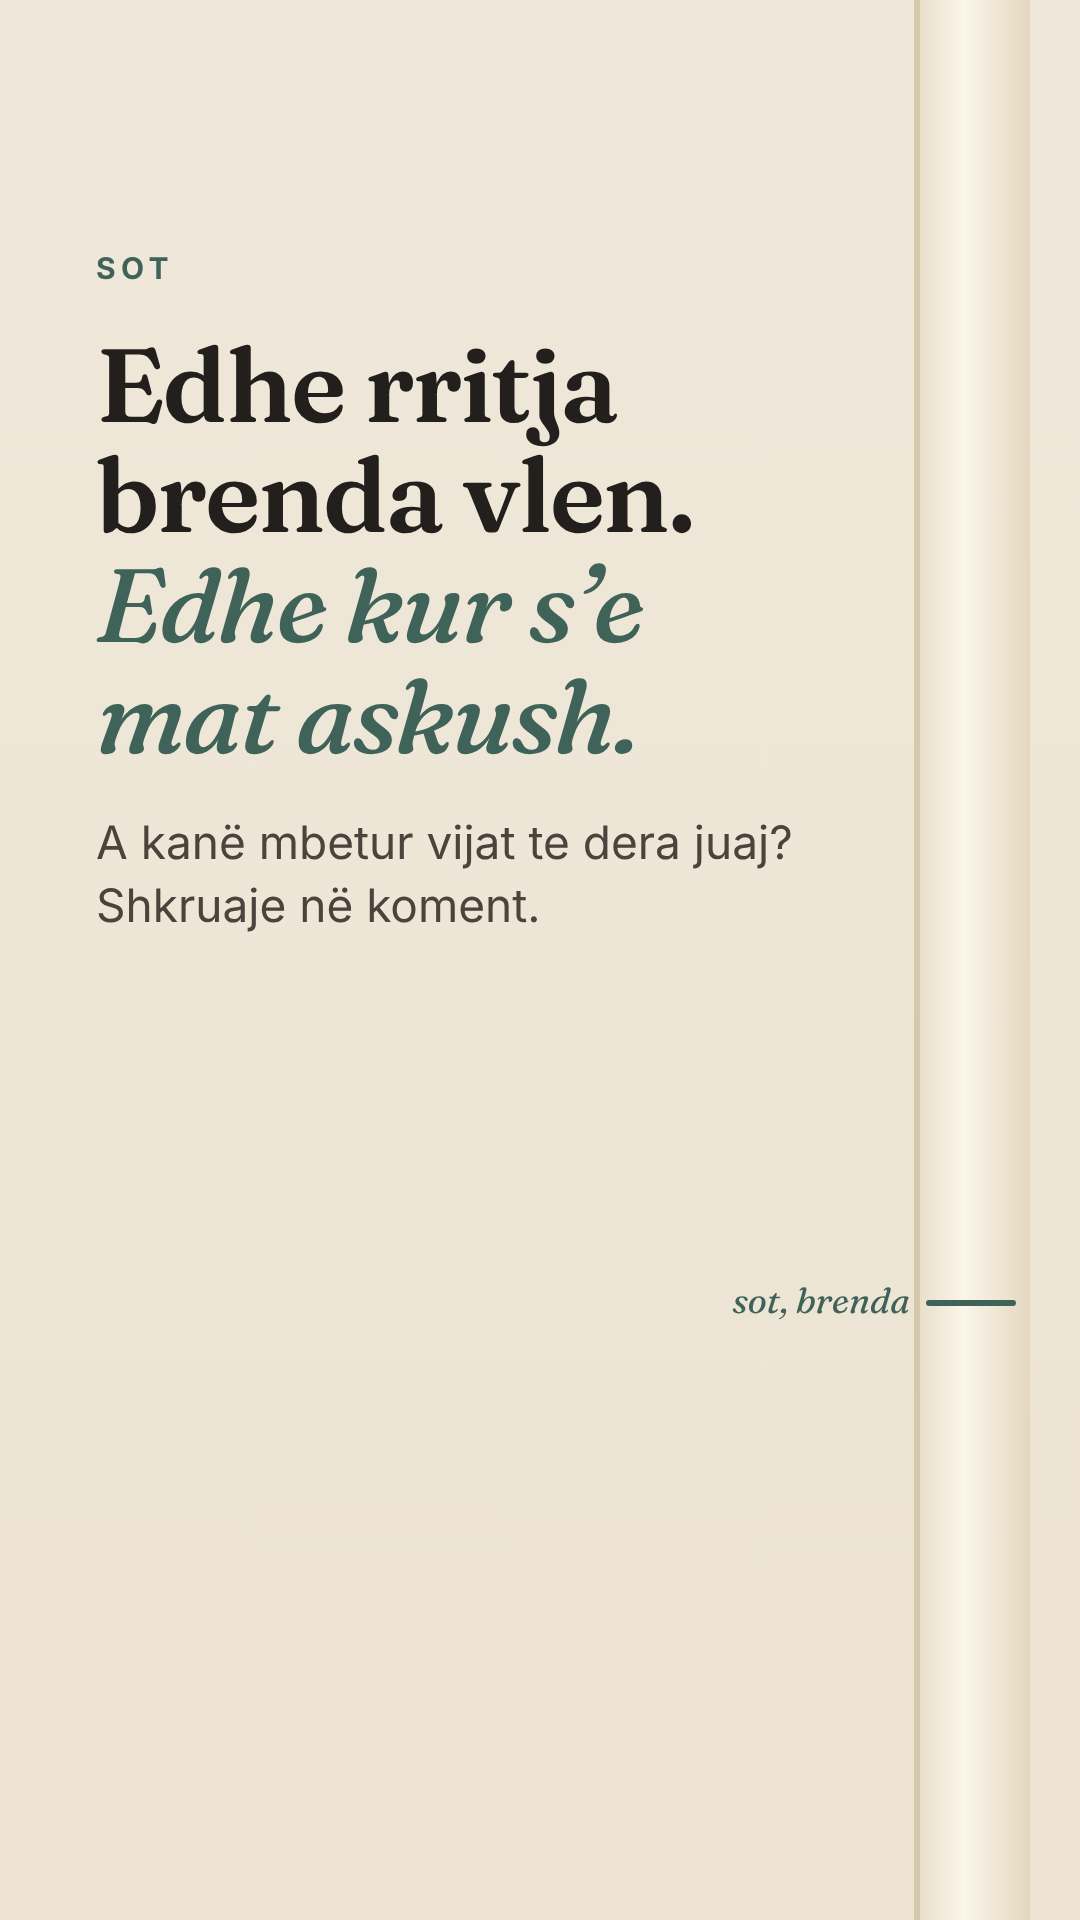 SOT
Edhe rritja
brenda vlen.
Edhe kur s’e
mat askush.
A kanë mbetur vijat te dera juaj?
Shkruaje në koment.
sot, brenda